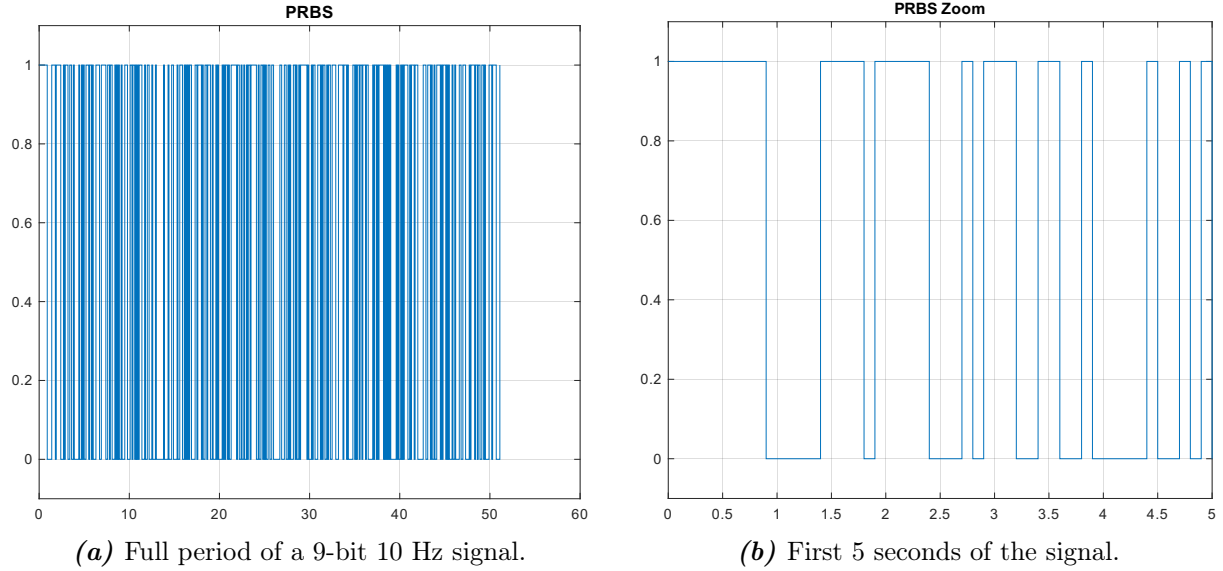 PRBS
1
0.8
0.6
0.4
0.2
0
0 10 20 30 40 50 60
(a) Full period of a 9-bit 10 Hz signal.
PRBS Zoom
1
0.8
0.6
0.4
0.2
0
0 0.5 1 1.5 2 2.5 3 3.5 4 4.5 5
(b) First 5 seconds of the signal.